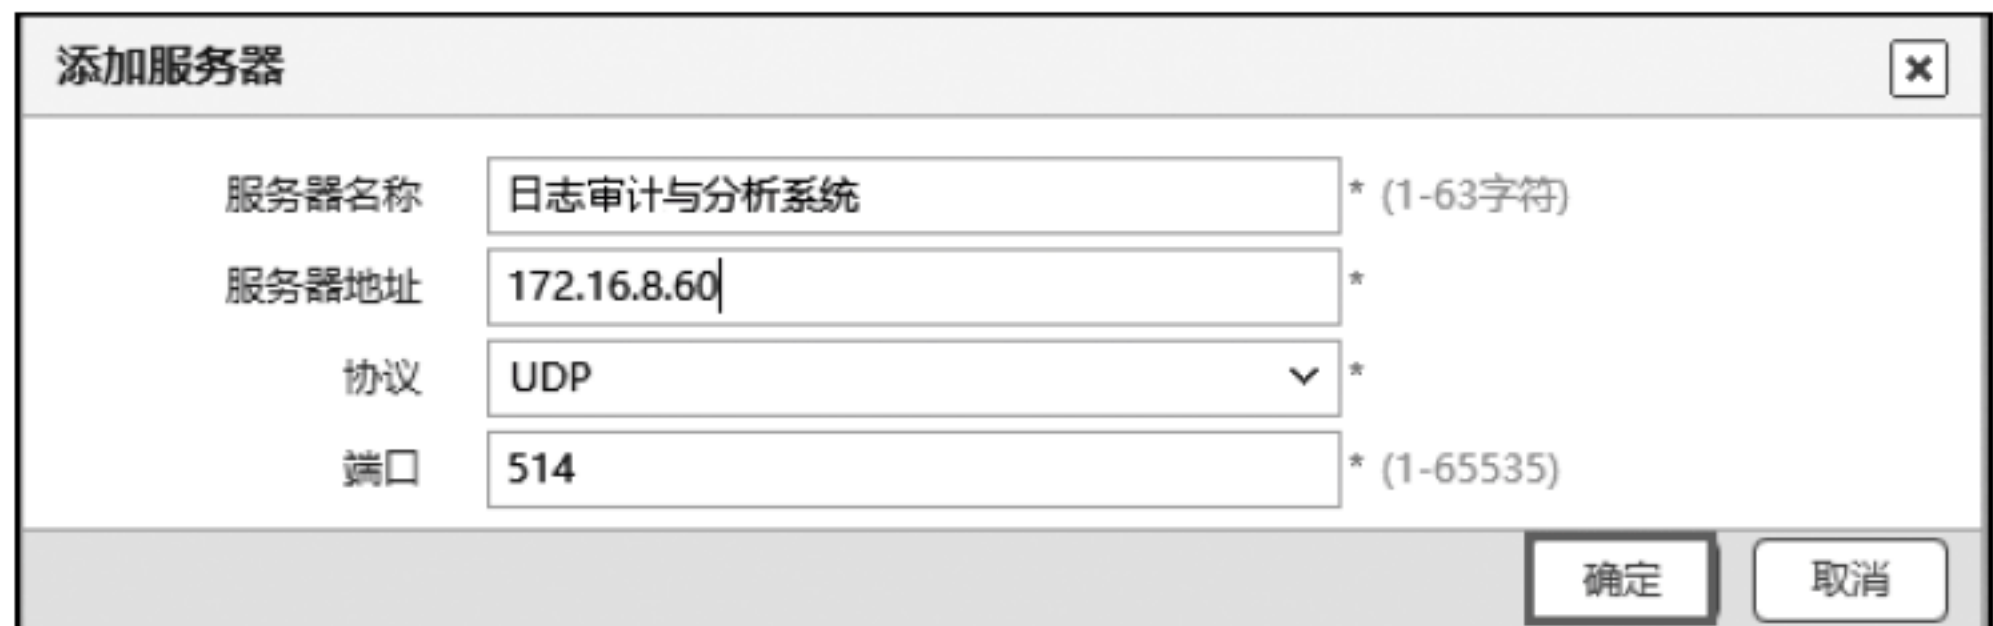 添加服务器
服务器名称 日志审计与分析系统 * (1-63字符)
服务器地址 172.16.8.60 *
协议 UDP *
端口 514 * (1-65535)
确定 取消